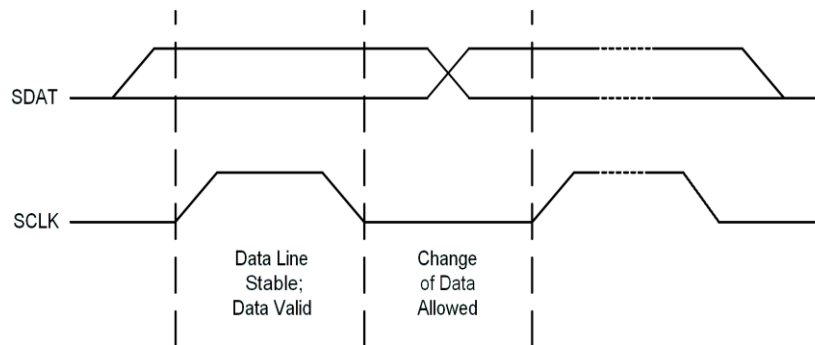 SDAT
SCLK
Data Line
Stable;
Data Valid
Change
of Data
Allowed